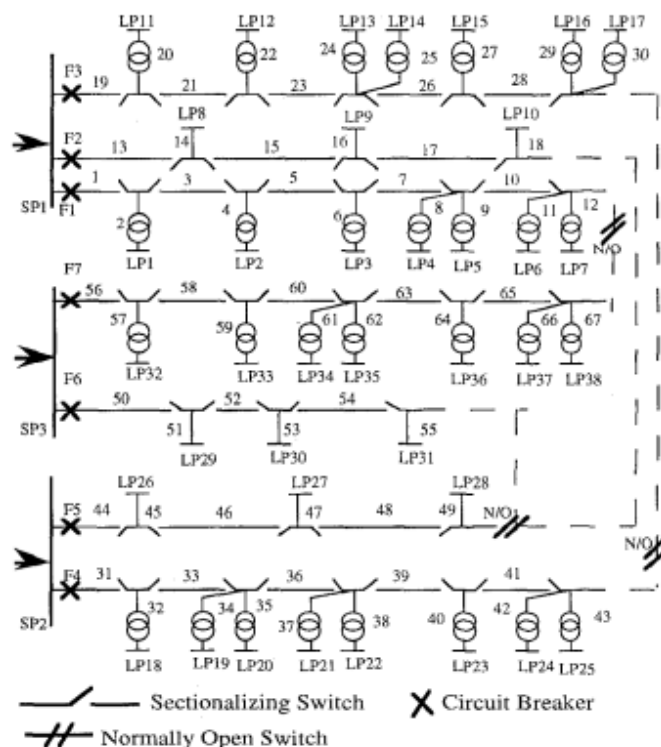 LP11 LP12 LP13 LP14 LP15 LP16 LP17
20 22 24 25 27 29 30
F3 19 21 23 26 28
LP8 LP9 LP10
F2 13 14 15 16 17 18
1 3 5 7 10
SP1 F1
2 4 6 8 9 11 12
N/O
LP1 LP2 LP3 LP4 LP5 LP6 LP7
F7
56 58 60 63 65
57 59 61 62 64 66 67
LP32 LP33 LP34 LP35 LP36 LP37 LP38
F6
50 52 54
SP3
51 53 55
LP29 LP30 LP31
LP26 LP27 LP28
F5 44 45 46 47 48 49 N/O
N/O
F4 31 33 36 39 41
32 34 35 37 38 40 42 43
SP2
LP18 LP19 LP20 LP21 LP22 LP23 LP24 LP25
Sectionalizing Switch Circuit Breaker
Normally Open Switch